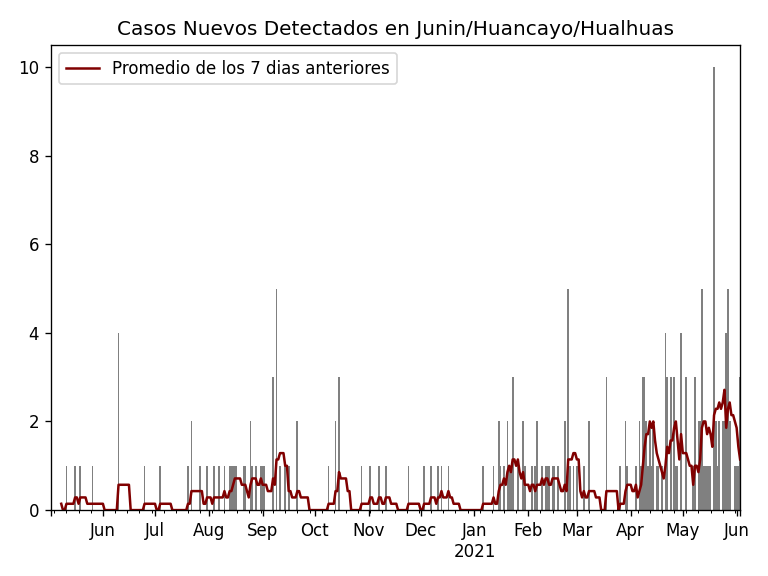 Casos Nuevos Detectados en Junin/Huancayo/Hualhuas
Promedio de los 7 dias anteriores
10
8
6
4
2
0
Jun Jul Aug Sep Oct Nov Dec Jan Feb Mar Apr May Jun
2021